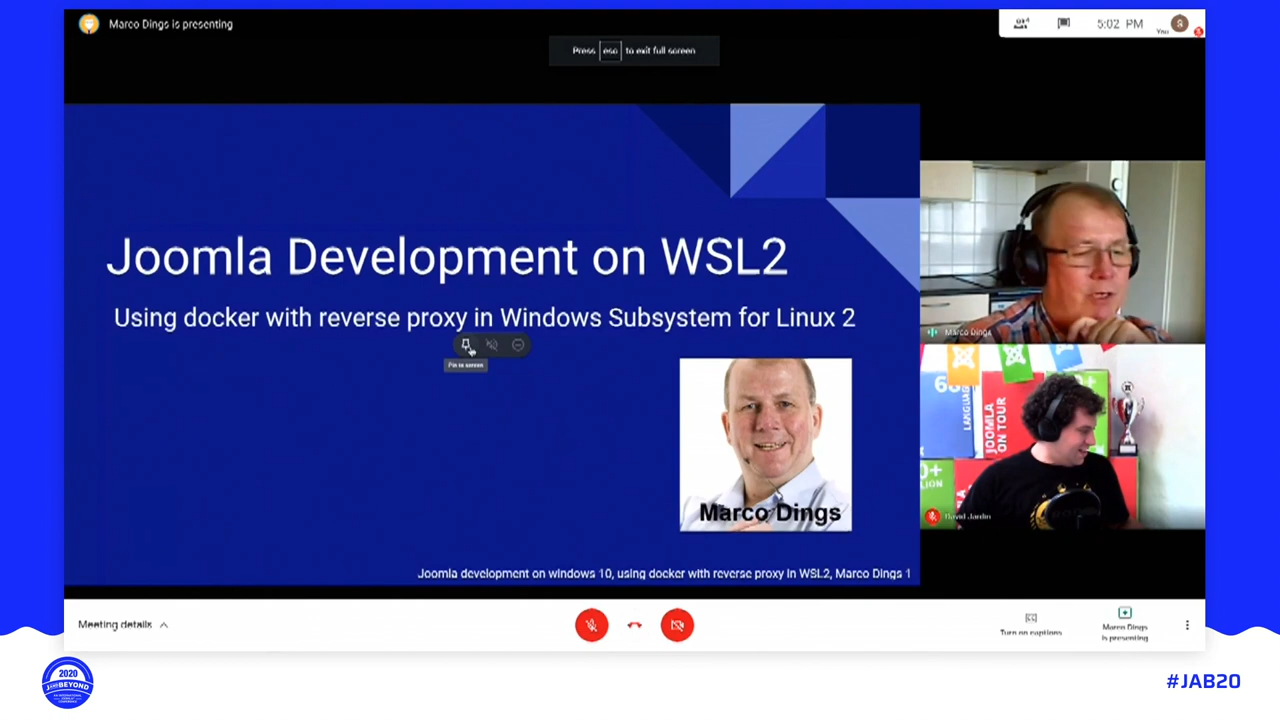 Marco Dings is presenting
5:02 PM
You
S
Press esc to exit full screen
Joomla Development on WSL2
Using docker with reverse proxy in Windows Subsystem for Linux 2
Pin to screen
Marco Dings
Joomla development on windows 10, using docker with reverse proxy in WSL2, Marco Dings 1
Marco Dings
JOOMLA
ON TOUR
David Jardin
Meeting details
Turn on captions
Marco Dings
is presenting
2020
BEYOND
#JAB20